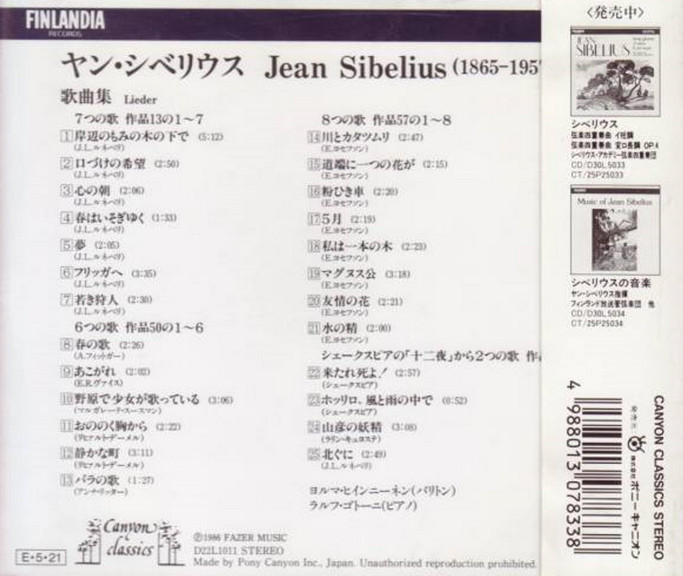 FINLANDIA
RECORDS
ヤン・シベリウス Jean Sibelius (1865-195
歌曲集 Lieder
7つの歌 作品13の1〜7
1 岸辺のもみの木の下で (5:12)
(J.L.ルネベリ)
2 口づけの希望 (2:50)
(J.L.ルネベリ)
3 心の朝 (2:06)
(J.L.ルネベリ)
4 春はいそぎゆく (1:33)
(J.L.ルネベリ)
5 夢 (2:05)
(J.L.ルネベリ)
6 フリッガへ (3:35)
(J.L.ルネベリ)
7 若き狩人 (2:30)
(J.L.ルネベリ)
6つの歌 作品50の1〜6
8 春の歌 (2:26)
(A.フィットガー)
9 あこがれ (2:02)
(E.R.ヴァイス)
10 野原で少女が歌っている (3:06)
(マルガレーテ・スースマン)
11 おののく胸から (2:22)
(リヒァルト・デーメル)
12 静かな町 (3:11)
(リヒァルト・デーメル)
13 バラの歌 (1:27)
(アンナ・リッター)
8つの歌 作品57の1〜8
14 川とカタツムリ (2:47)
(E.ヨセフソン)
15 道端に一つの花が (2:15)
(E.ヨセフソン)
16 粉ひき車 (2:20)
(E.ヨセフソン)
17 5月 (2:19)
(E.ヨセフソン)
18 私は一本の木 (2:23)
(E.ヨセフソン)
19 マグヌス公 (3:18)
(E.ヨセフソン)
20 友情の花 (2:21)
(E.ヨセフソン)
21 水の精 (2:00)
(E.ヨセフソン)
シェークスピアの「十二夜」から2つの歌 作
22 来たれ死よ! (2:57)
(シェークスピア)
23 ホッリロ、風と雨の中で (0:52)
(シェークスピア)
24 山彦の妖精 (3:08)
(ラリン・キュヨステ)
25 北ぐに (2:49)
(J.L.ルネベリ)
ヨルマ・ヒインニーネン(バリトン)
ラルフ・ゴトーニ(ピアノ)
E・5・21
Canyon
classics
Ⓟ1986 FAZER MUSIC
D22L1011 STEREO
Made by Pony Canyon Inc., Japan. Unauthorized reproduction prohibited.
〈発売中〉
JEAN
SIBELIUS
シベリウス
弦楽四重奏曲 イ短調
弦楽四重奏曲 変ロ長調 OP.4
シベリウス・アカデミー弦楽四重奏団
CD/D30L5033
CT/25P25033
Music of Jean Sibelius
シベリウスの音楽
ヤン・シベリウス指揮
フィンランド放送管弦楽団 他
CD/D30L5034
CT/25P25034
CANYON CLASSICS STEREO
発売元:
株式会社 ポニーキャニオン
4 988013 078338